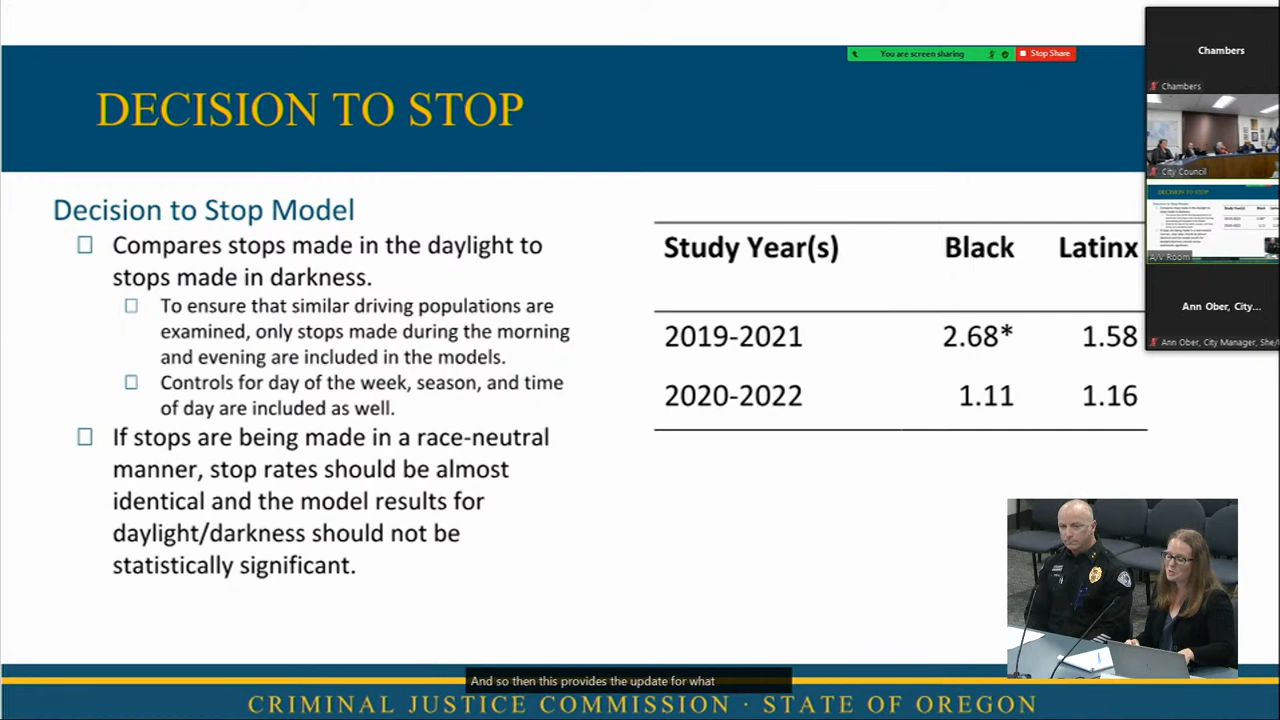 You are screen sharing
Stop Share
Chambers
Chambers
City Council
A/V Room
Ann Ober, City...
Ann Ober, City Manager, She/
DECISION TO STOP
Decision to Stop Model
Compares stops made in the daylight to
stops made in darkness.
To ensure that similar driving populations are
examined, only stops made during the morning
and evening are included in the models.
Controls for day of the week, season, and time
of day are included as well.
If stops are being made in a race-neutral
manner, stop rates should be almost
identical and the model results for
daylight/darkness should not be
statistically significant.
Study Year(s) Black Latinx
2019-2021 2.68* 1.58
2020-2022 1.11 1.16
And so then this provides the update for what
CRIMINAL JUSTICE COMMISSION · STATE OF OREGON